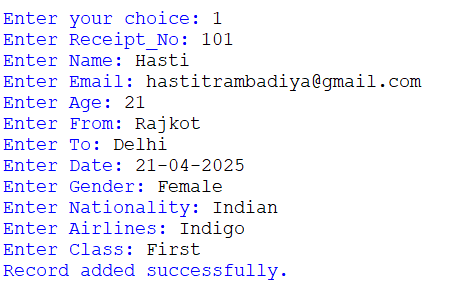 Enter your choice: 1
Enter Receipt_No: 101
Enter Name: Hasti
Enter Email: hastitrambadiya@gmail.com
Enter Age: 21
Enter From: Rajkot
Enter To: Delhi
Enter Date: 21-04-2025
Enter Gender: Female
Enter Nationality: Indian
Enter Airlines: Indigo
Enter Class: First
Record added successfully.